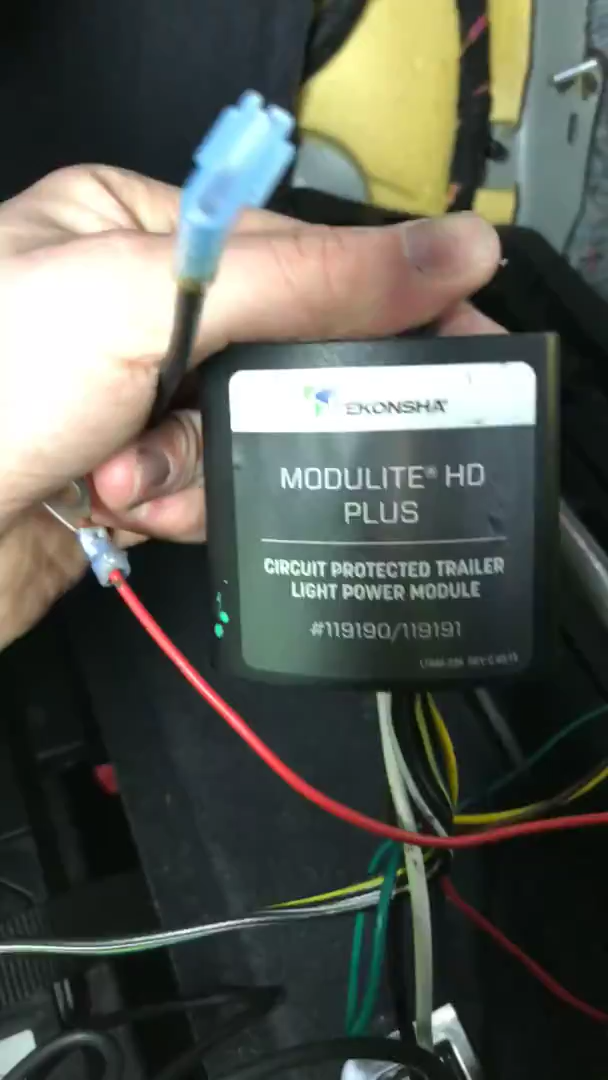 TEKONSHA®
MODULITE® HD
PLUS
CIRCUIT PROTECTED TRAILER
LIGHT POWER MODULE
#119190/119191